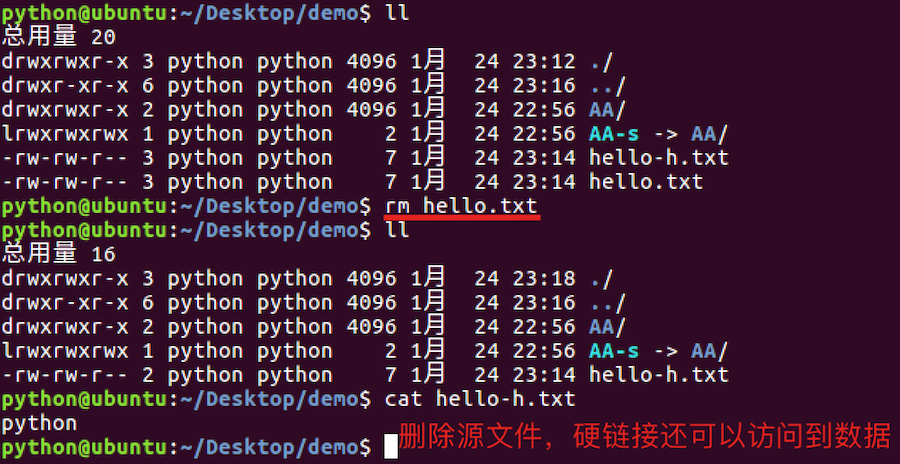 python@ubuntu:~/Desktop/demo$ ll
总用量 20
drwxrwxr-x 3 python python 4096 1月  24 23:12 ./
drwxr-xr-x 6 python python 4096 1月  24 23:16 ../
drwxrwxr-x 2 python python 4096 1月  24 22:56 AA/
lrwxrwxrwx 1 python python    2 1月  24 22:56 AA-s -> AA/
-rw-rw-r-- 3 python python    7 1月  24 23:14 hello-h.txt
-rw-rw-r-- 3 python python    7 1月  24 23:14 hello.txt
python@ubuntu:~/Desktop/demo$ rm hello.txt
python@ubuntu:~/Desktop/demo$ ll
总用量 16
drwxrwxr-x 3 python python 4096 1月  24 23:18 ./
drwxr-xr-x 6 python python 4096 1月  24 23:16 ../
drwxrwxr-x 2 python python 4096 1月  24 22:56 AA/
lrwxrwxrwx 1 python python    2 1月  24 22:56 AA-s -> AA/
-rw-rw-r-- 2 python python    7 1月  24 23:14 hello-h.txt
python@ubuntu:~/Desktop/demo$ cat hello-h.txt
python
python@ubuntu:~/Desktop/demo$ 删除源文件，硬链接还可以访问到数据